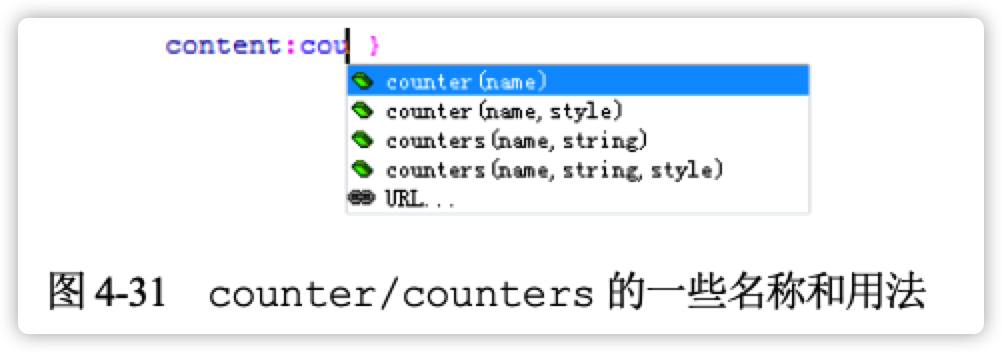 content:cou }
counter(name)
counter(name,style)
counters(name,string)
counters(name,string,style)
URL...
图 4-31 counter/counters 的一些名称和用法